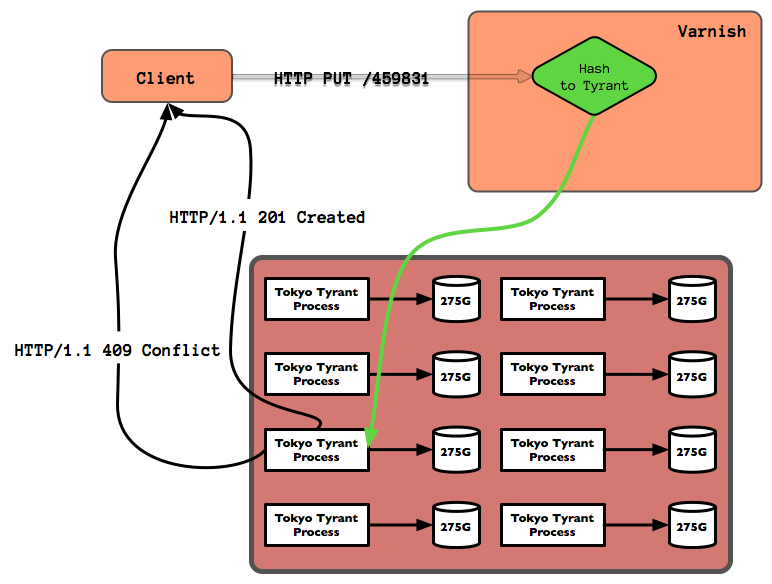 Varnish
Client
HTTP PUT /459831
Hash
to Tyrant
HTTP/1.1 201 Created
HTTP/1.1 409 Conflict
Tokyo Tyrant
Process
275G
Tokyo Tyrant
Process
275G
Tokyo Tyrant
Process
275G
Tokyo Tyrant
Process
275G
Tokyo Tyrant
Process
275G
Tokyo Tyrant
Process
275G
Tokyo Tyrant
Process
275G
Tokyo Tyrant
Process
275G